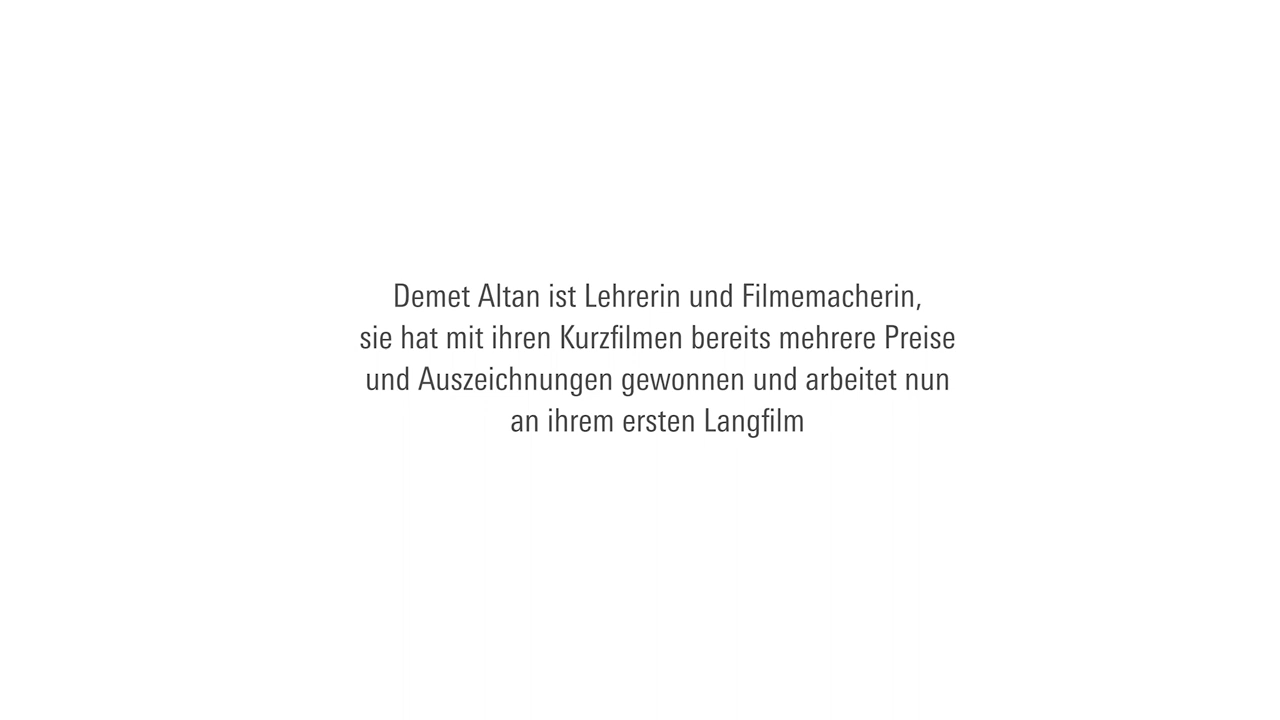 Demet Altan ist Lehrerin und Filmemacherin,
sie hat mit ihren Kurzfilmen bereits mehrere Preise
und Auszeichnungen gewonnen und arbeitet nun
an ihrem ersten Langfilm